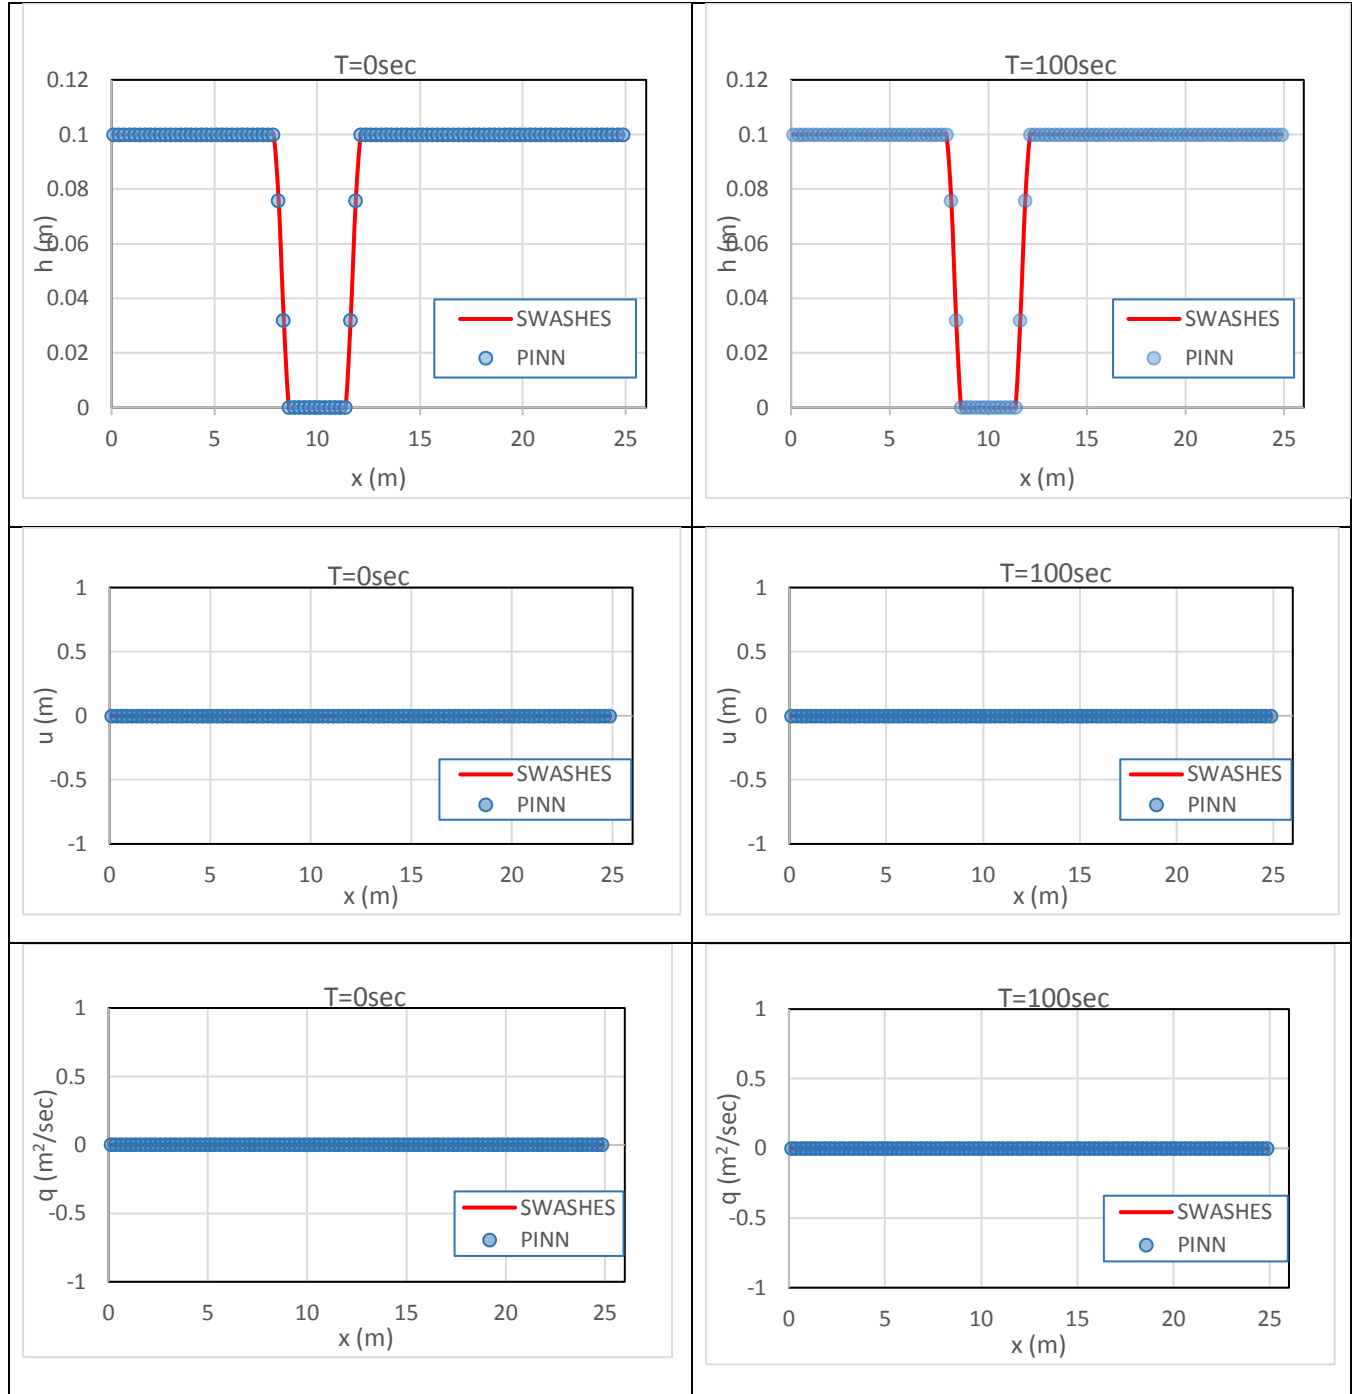 T=0sec
0.12
0.1
0.08
0.06
0.04
0.02
0
h (m)
SWASHES
PINN
0 5 10 15 20 25
x (m)
T=100sec
0.12
0.1
0.08
0.06
0.04
0.02
0
h (m)
SWASHES
PINN
0 5 10 15 20 25
x (m)
T=0sec
1
0.5
0
-0.5
-1
u (m)
SWASHES
PINN
0 5 10 15 20 25
x (m)
T=100sec
1
0.5
0
-0.5
-1
u (m)
SWASHES
PINN
0 5 10 15 20 25
x (m)
T=0sec
1
0.5
0
-0.5
-1
q (m²/sec)
SWASHES
PINN
0 5 10 15 20 25
x (m)
T=100sec
1
0.5
0
-0.5
-1
q (m²/sec)
SWASHES
PINN
0 5 10 15 20 25
x (m)